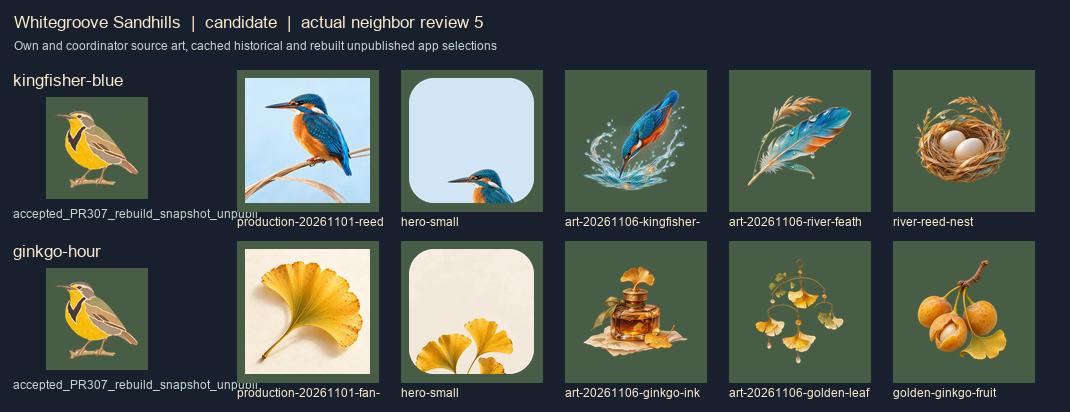 Whitegroove Sandhills | candidate | actual neighbor review 5
Own and coordinator source art, cached historical and rebuilt unpublished app selections
kingfisher-blue
accepted_PR307_rebuild_snapshot_unpubli
production-20261101-reed
hero-small
art-20261106-kingfisher-
art-20261106-river-feath
river-reed-nest
ginkgo-hour
accepted_PR307_rebuild_snapshot_unpubli
production-20261101-fan-
hero-small
art-20261106-ginkgo-ink
art-20261106-golden-leaf
golden-ginkgo-fruit